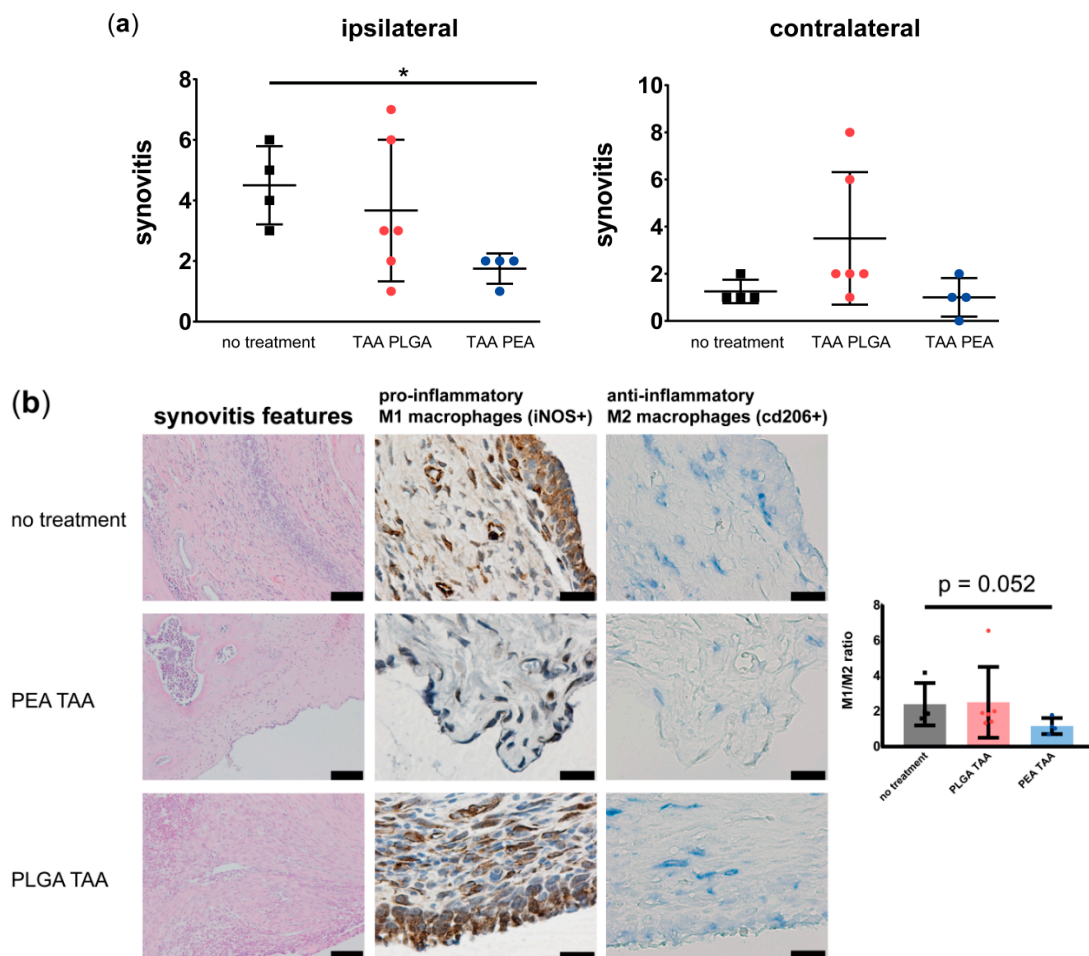 (a)
ipsilateral
contralateral
*
8
6
4
2
0
synovitis
no treatment
TAA PLGA
TAA PEA
10
8
6
4
2
0
synovitis
no treatment
TAA PLGA
TAA PEA
(b)
synovitis features
pro-inflammatory
M1 macrophages (iNOS+)
anti-inflammatory
M2 macrophages (cd206+)
no treatment
PEA TAA
PLGA TAA
p = 0.052
8
6
4
2
0
M1/M2 ratio
no treatment
PLGA TAA
PEA TAA